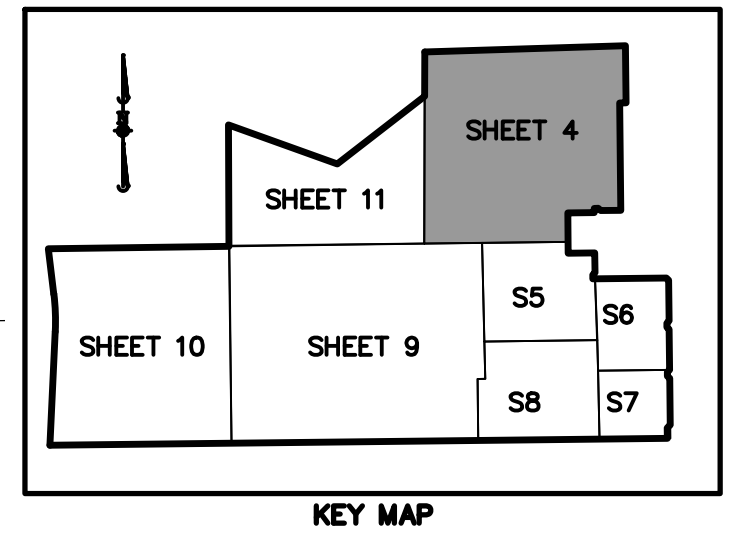 N
SHEET 4
SHEET 11
S5
S6
SHEET 10
SHEET 9
S8
S7
KEY MAP